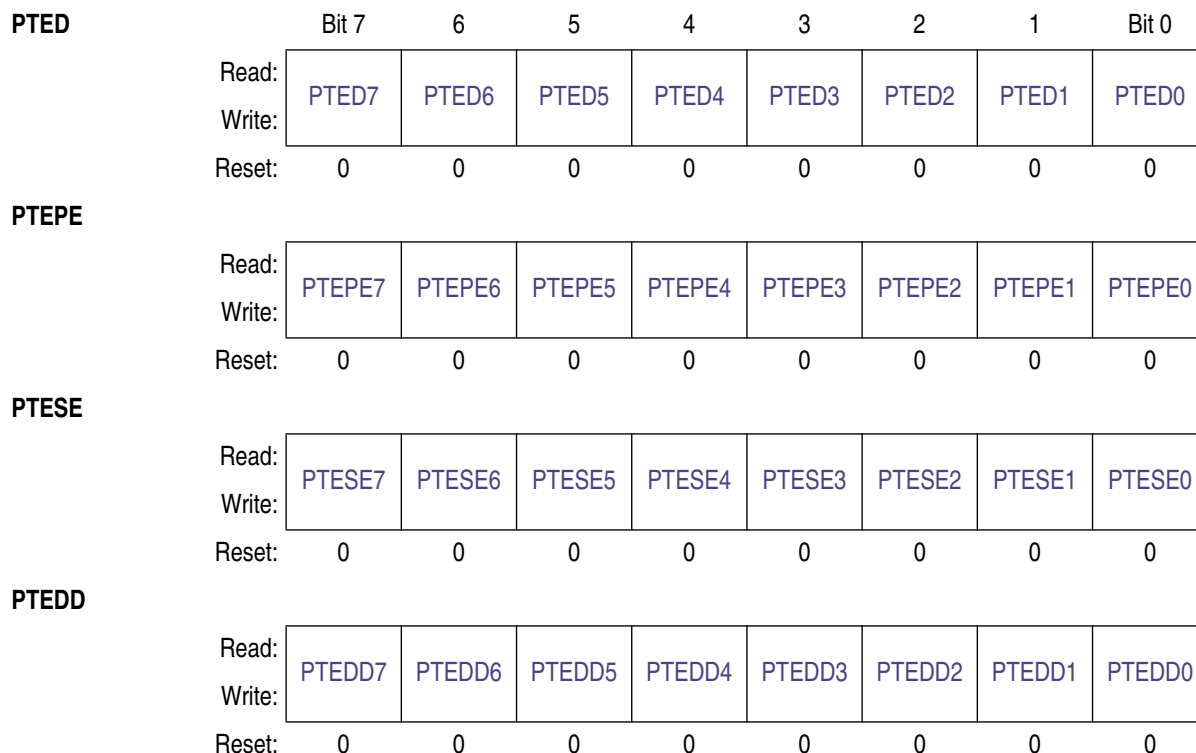 PTED Bit 7 6 5 4 3 2 1 Bit 0
Read:
PTED7 PTED6 PTED5 PTED4 PTED3 PTED2 PTED1 PTED0
Write:
Reset: 0 0 0 0 0 0 0 0
PTEPE
Read:
PTEPE7 PTEPE6 PTEPE5 PTEPE4 PTEPE3 PTEPE2 PTEPE1 PTEPE0
Write:
Reset: 0 0 0 0 0 0 0 0
PTESE
Read:
PTESE7 PTESE6 PTESE5 PTESE4 PTESE3 PTESE2 PTESE1 PTESE0
Write:
Reset: 0 0 0 0 0 0 0 0
PTEDD
Read:
PTEDD7 PTEDD6 PTEDD5 PTEDD4 PTEDD3 PTEDD2 PTEDD1 PTEDD0
Write:
Reset: 0 0 0 0 0 0 0 0